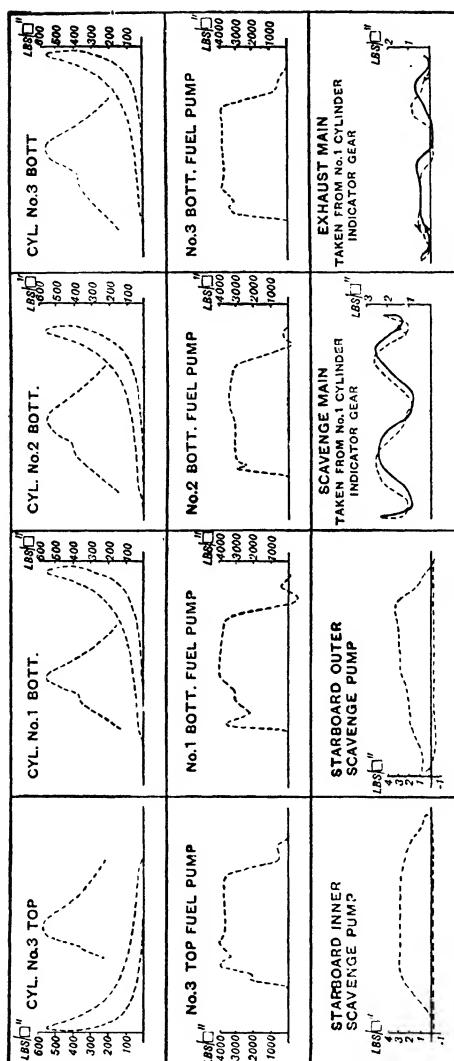 CYL. No.3 TOP
LBS/□"
600
500
400
300
200
100
CYL. No.1 BOTT.
LBS/□"
600
500
400
300
200
100
CYL. No.2 BOTT.
LBS/□"
600
500
400
300
200
100
CYL. No.3 BOTT
LBS/□"
600
500
400
300
200
100
No.3 TOP FUEL PUMP
LBS/□"
4000
3000
2000
1000
No.1 BOTT. FUEL PUMP
LBS/□"
4000
3000
2000
1000
No.2 BOTT. FUEL PUMP
LBS/□"
4000
3000
2000
1000
No.3 BOTT. FUEL PUMP
LBS/□"
4000
3000
2000
1000
STARBOARD INNER
SCAVENGE PUMP
LBS/□"
4
3
2
1
-1
STARBOARD OUTER
SCAVENGE PUMP
LBS/□"
4
3
2
1
-1
SCAVENGE MAIN
TAKEN FROM No.1 CYLINDER
INDICATOR GEAR
LBS/□"
3
2
1
EXHAUST MAIN
TAKEN FROM No.1 CYLINDER
INDICATOR GEAR
LBS/□"
2
1